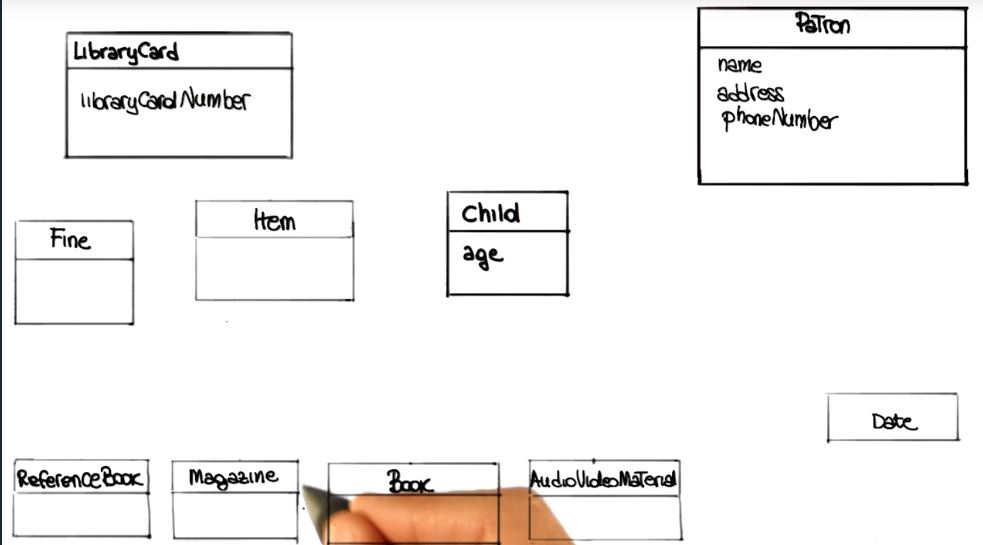 LibraryCard
libraryCardNumber
Patron
name
address
phoneNumber
Fine
Item
Child
age
Date
ReferenceBook
Magazine
Book
AudioVideoMaterial